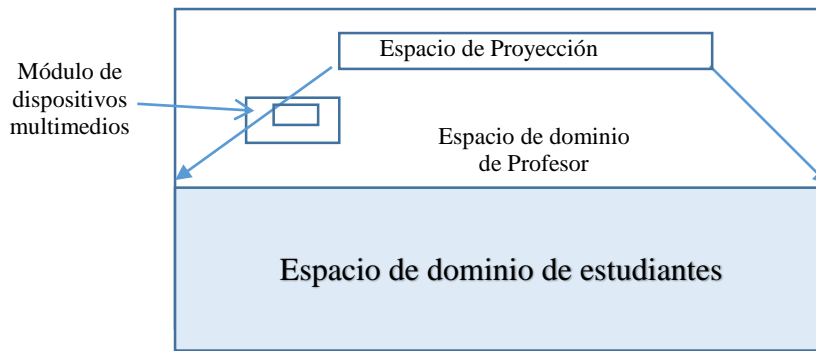 Espacio de Proyección
Módulo de
dispositivos
multimedios
Espacio de dominio
de Profesor
Espacio de dominio de estudiantes